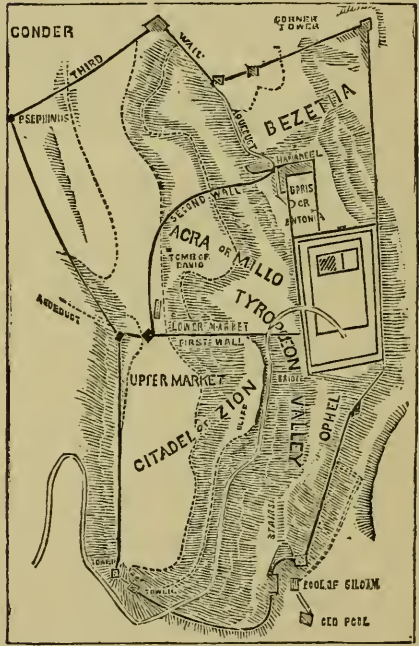 CONDER
CORNER
TOWER
THIRD
WALL
PSEPHINUS
AQUEDUCT
BEZETHA
HANANEEL
SECOND WALL
BARIS
OR
ANTONIA
ACRA OR MILLO
TOMB OF
DAVID
TYROPŒON
VALLEY
AQUEDUCT
LOWER MARKET
FIRST WALL
BRIDGE
UPPER MARKET
CITADEL OF ZION
OPHEL
STAIRS
POOL OF SILOAM
OLD POOL